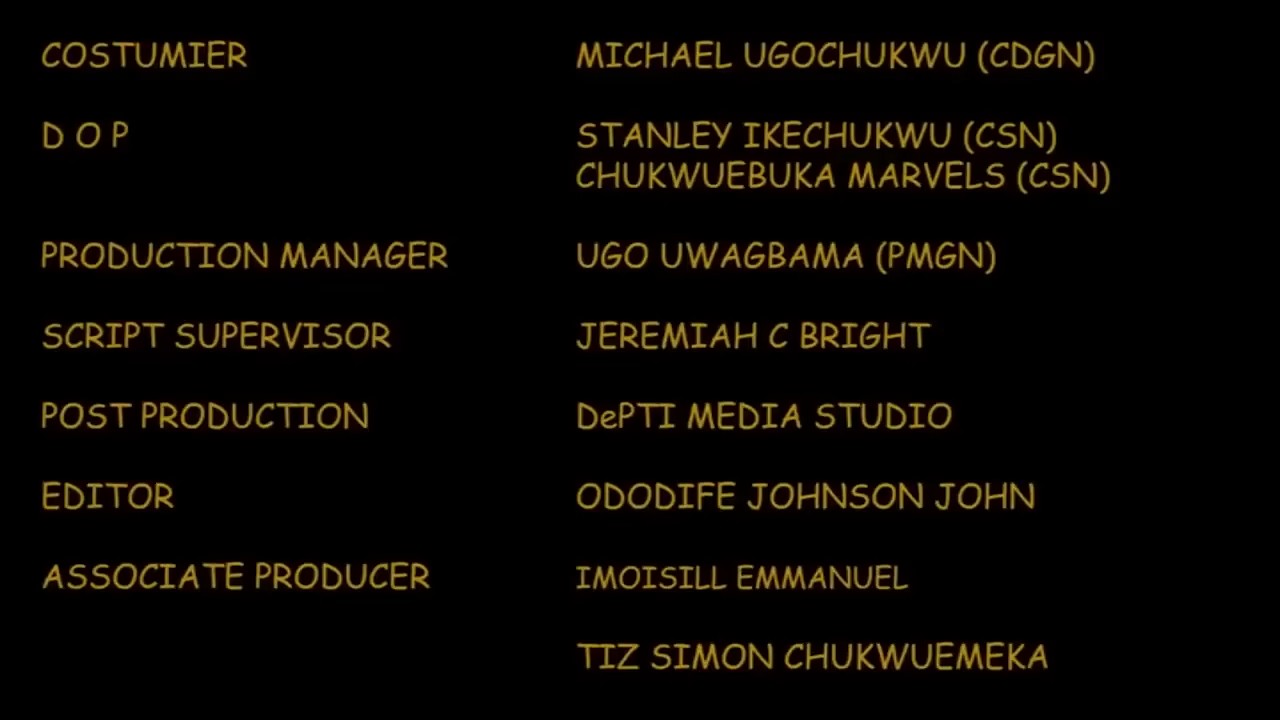 COSTUMIER MICHAEL UGOCHUKWU (CDGN)
D O P STANLEY IKECHUKWU (CSN)
CHUKWUEBUKA MARVELS (CSN)
PRODUCTION MANAGER UGO UWAGBAMA (PMGN)
SCRIPT SUPERVISOR JEREMIAH C BRIGHT
POST PRODUCTION DePTI MEDIA STUDIO
EDITOR ODODIFE JOHNSON JOHN
ASSOCIATE PRODUCER IMOISILL EMMANUEL
TIZ SIMON CHUKWUEMEKA